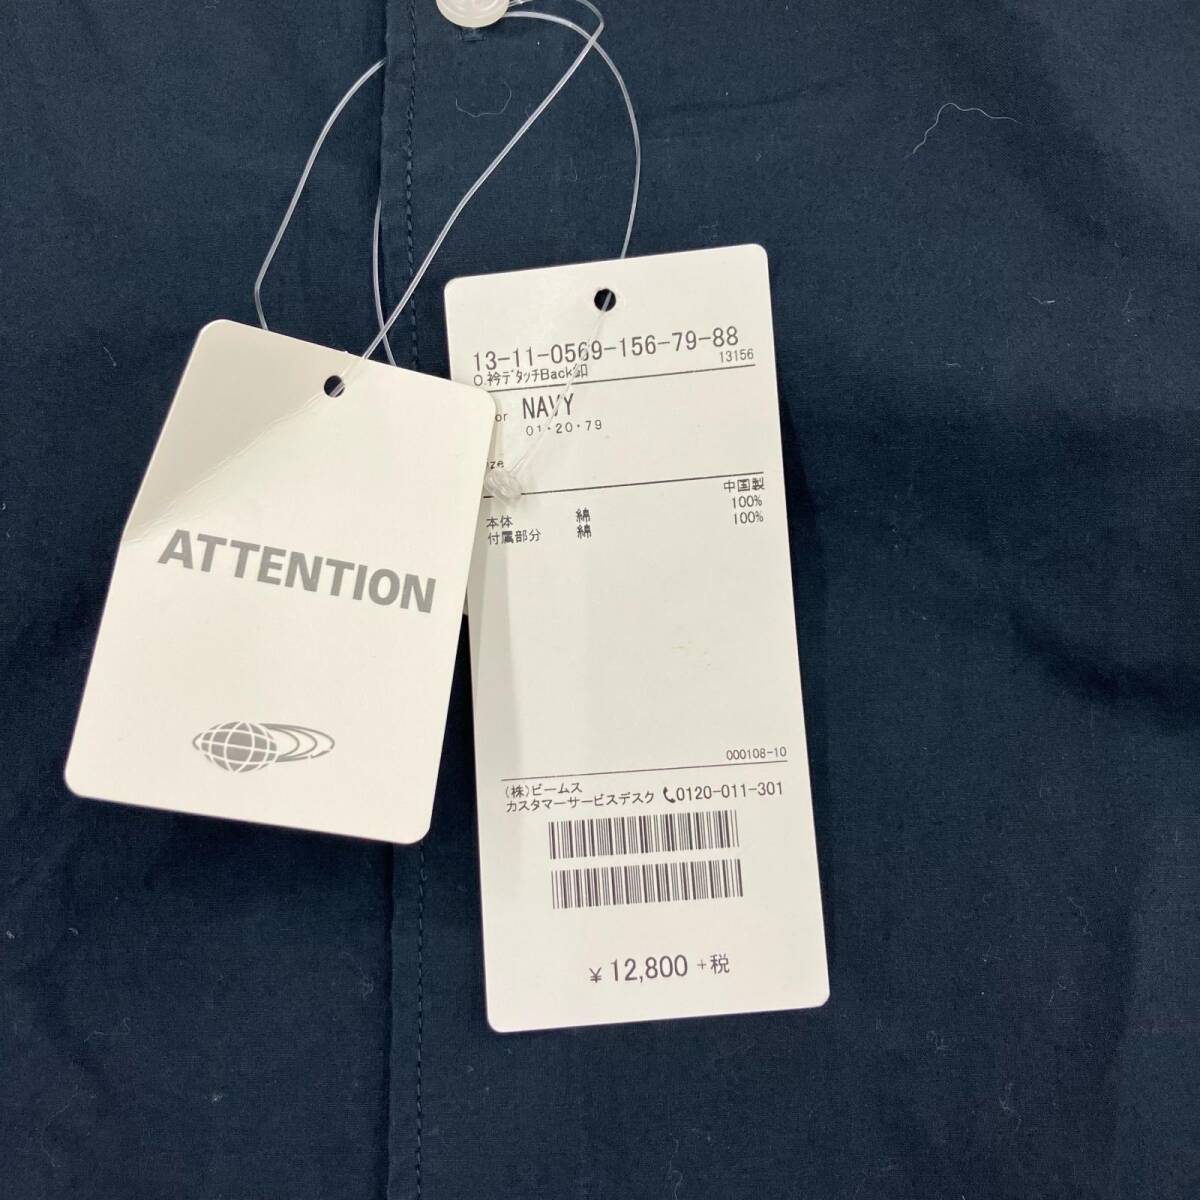 ATTENTION
13-11-0569-156-79-88
O.衿デタッチBack釦
13156
or NAVY
01・20・79
ize
中国製
本体 綿 100%
付属部分 綿 100%
000108-10
(株)ビームス
カスタマーサービスデスク 0120-011-301
¥ 12,800 +税